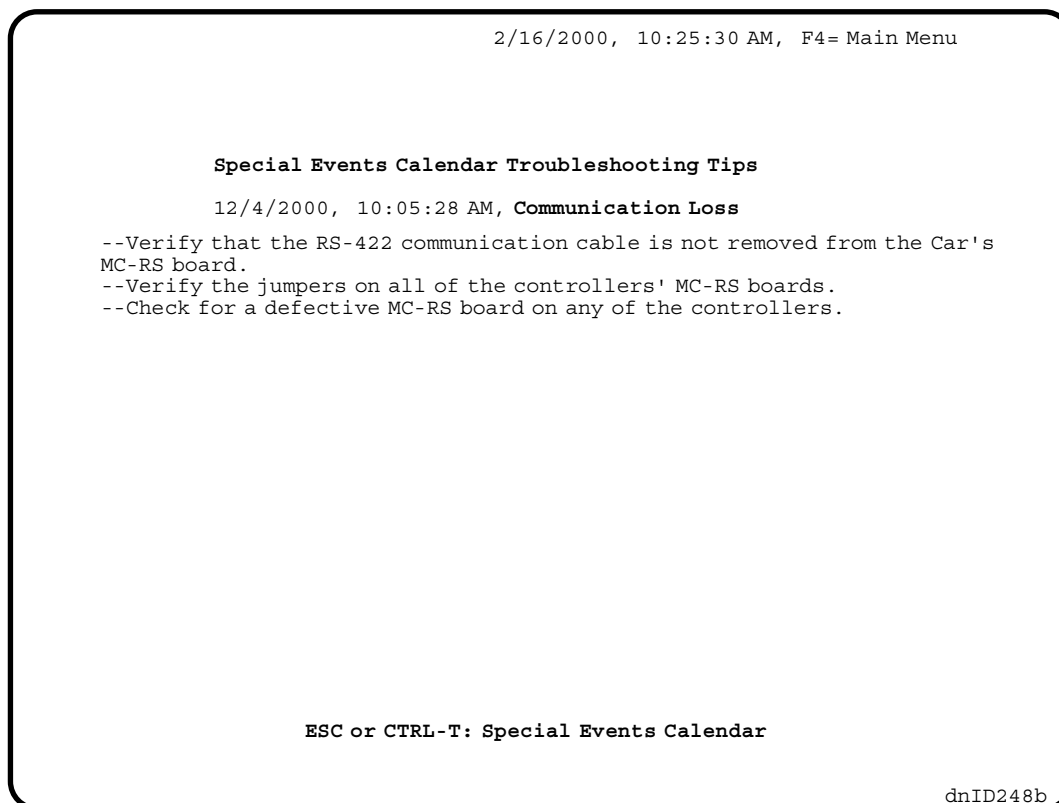 2/16/2000, 10:25:30 AM, F4= Main Menu
Special Events Calendar Troubleshooting Tips
12/4/2000, 10:05:28 AM, Communication Loss
--Verify that the RS-422 communication cable is not removed from the Car's
MC-RS board.
--Verify the jumpers on all of the controllers' MC-RS boards.
--Check for a defective MC-RS board on any of the controllers.
ESC or CTRL-T: Special Events Calendar
dnID248b